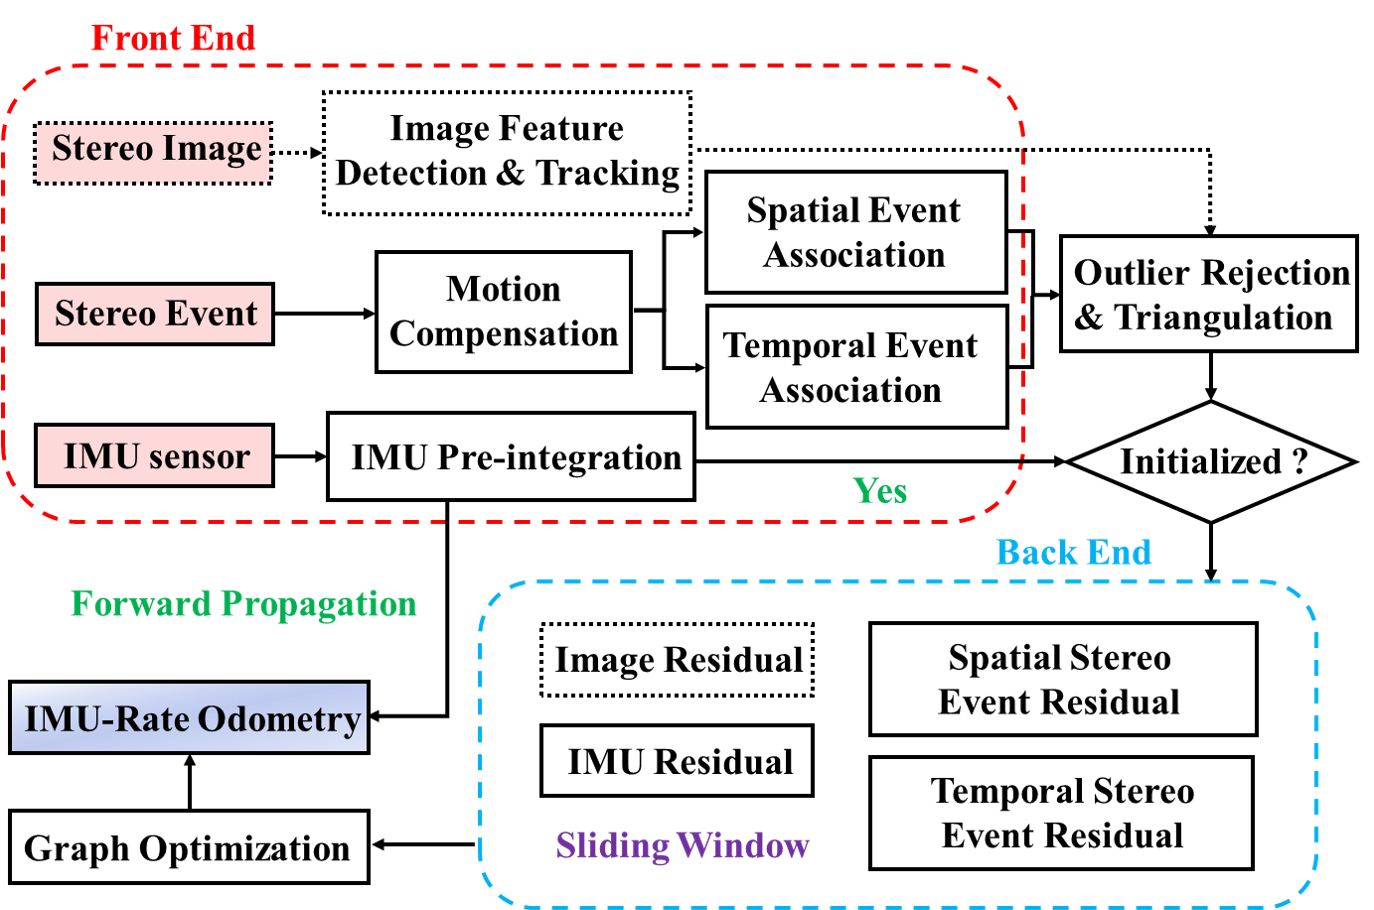 Front End
Stereo Image
Image Feature
Detection & Tracking
Spatial Event
Association
Stereo Event
Motion
Compensation
Temporal Event
Association
Outlier Rejection
& Triangulation
IMU sensor
IMU Pre-integration
Yes
Initialized ?
Back End
Forward Propagation
Image Residual
Spatial Stereo
Event Residual
IMU-Rate Odometry
IMU Residual
Temporal Stereo
Event Residual
Graph Optimization
Sliding Window